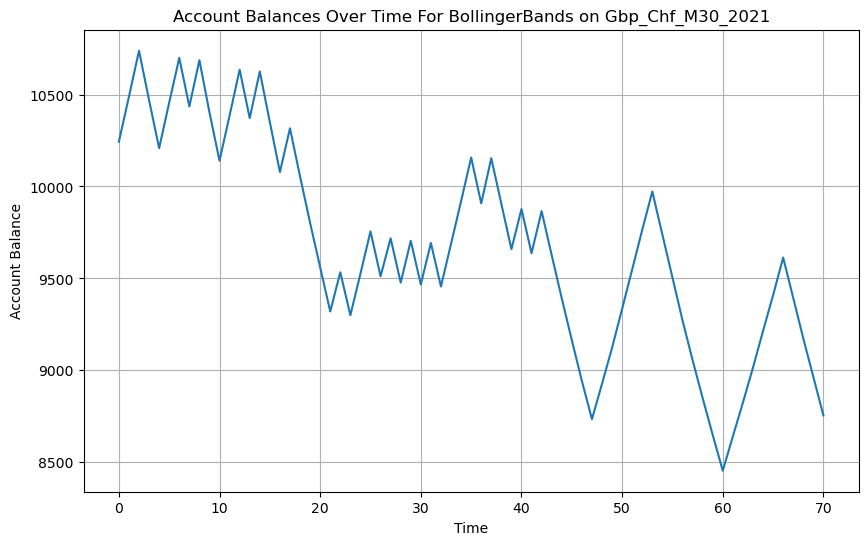 Account Balances Over Time For BollingerBands on Gbp_Chf_M30_2021
Account Balance
10500
10000
9500
9000
8500
0 10 20 30 40 50 60 70
Time